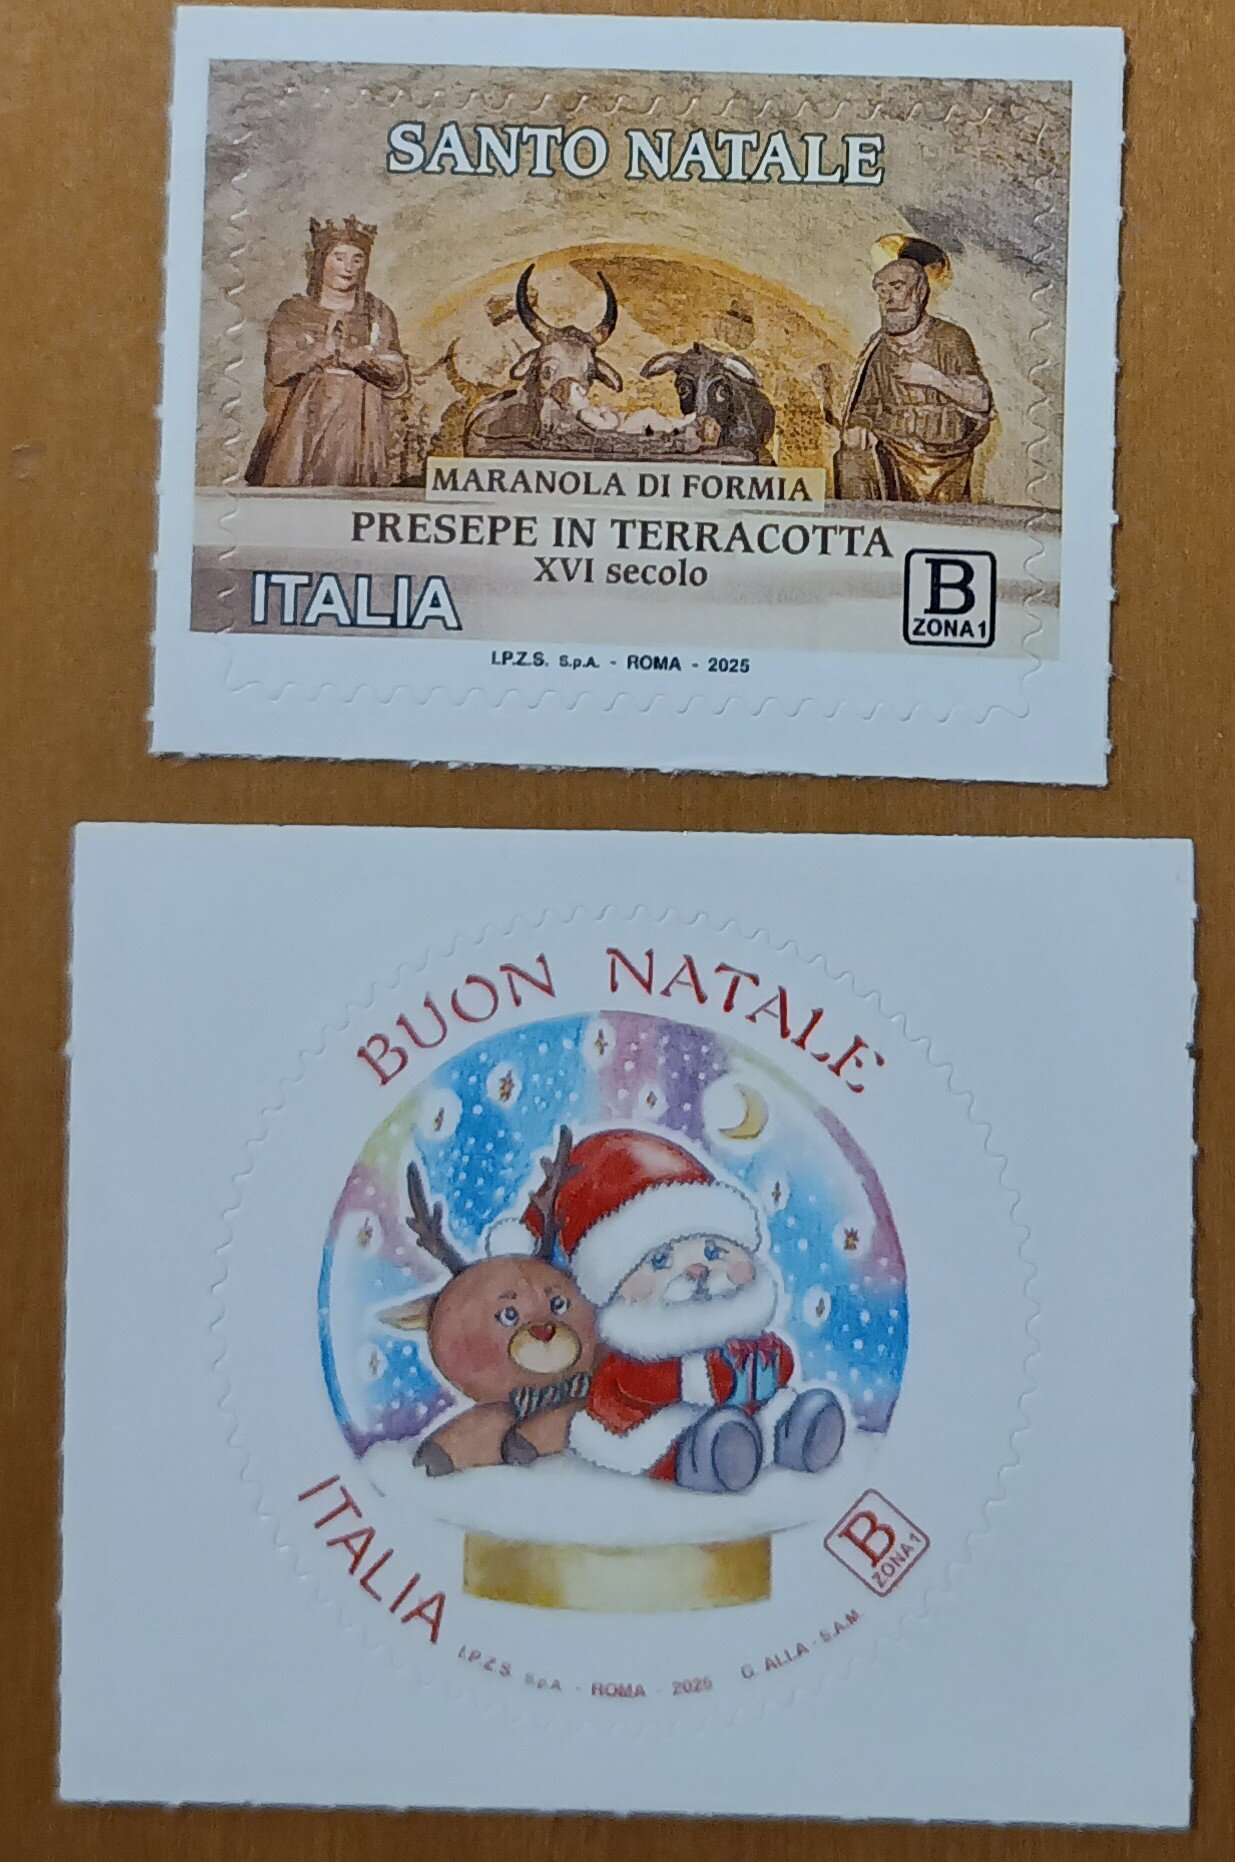 SANTO NATALE
MARANOLA DI FORMIA
PRESEPE IN TERRACOTTA
XVI secolo
ITALIA
B
ZONA 1
I.P.Z.S. S.p.A. - ROMA - 2025
BUON NATALE
ITALIA
B
ZONA 1
I.P.Z.S. S.p.A. - ROMA - 2025 G. ALLA - S.A.M.